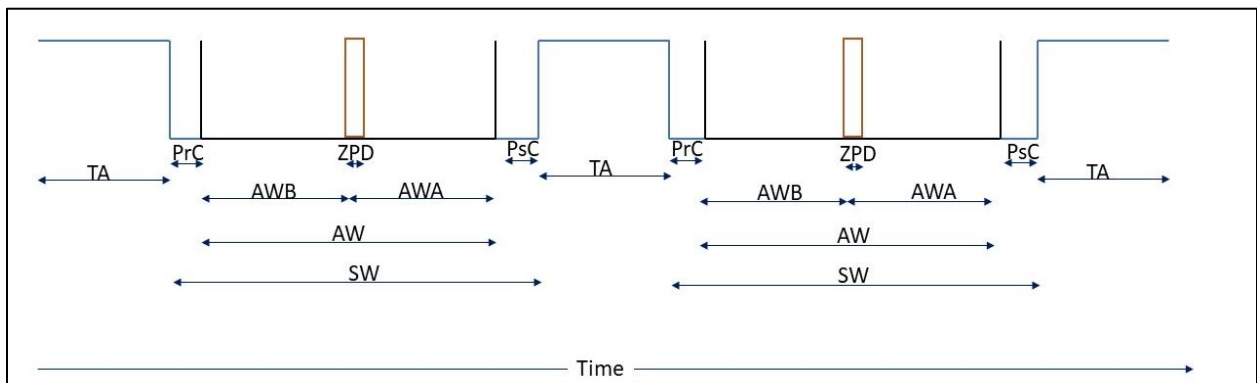 PrC ZPD PsC PrC ZPD PsC
TA TA TA
AWB AWA AWB AWA
AW AW
SW SW
Time